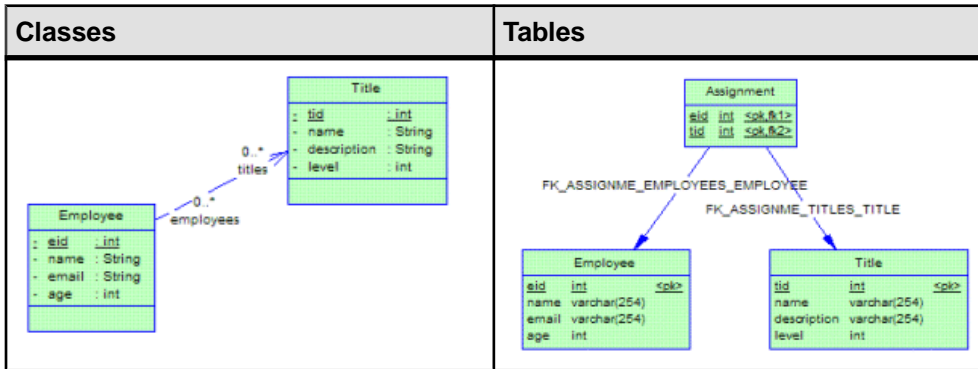 Classes
Tables
Title
- tid : int
- name : String
- description : String
- level : int
0..*
titles
0..*
employees
Employee
- eid : int
- name : String
- email : String
- age : int
Assignment
eid int <pk,fk1>
tid int <pk,fk2>
FK_ASSIGNME_EMPLOYEES_EMPLOYEE
FK_ASSIGNME_TITLES_TITLE
Employee
eid int <pk>
name varchar(254)
email varchar(254)
age int
Title
tid int <pk>
name varchar(254)
description varchar(254)
level int